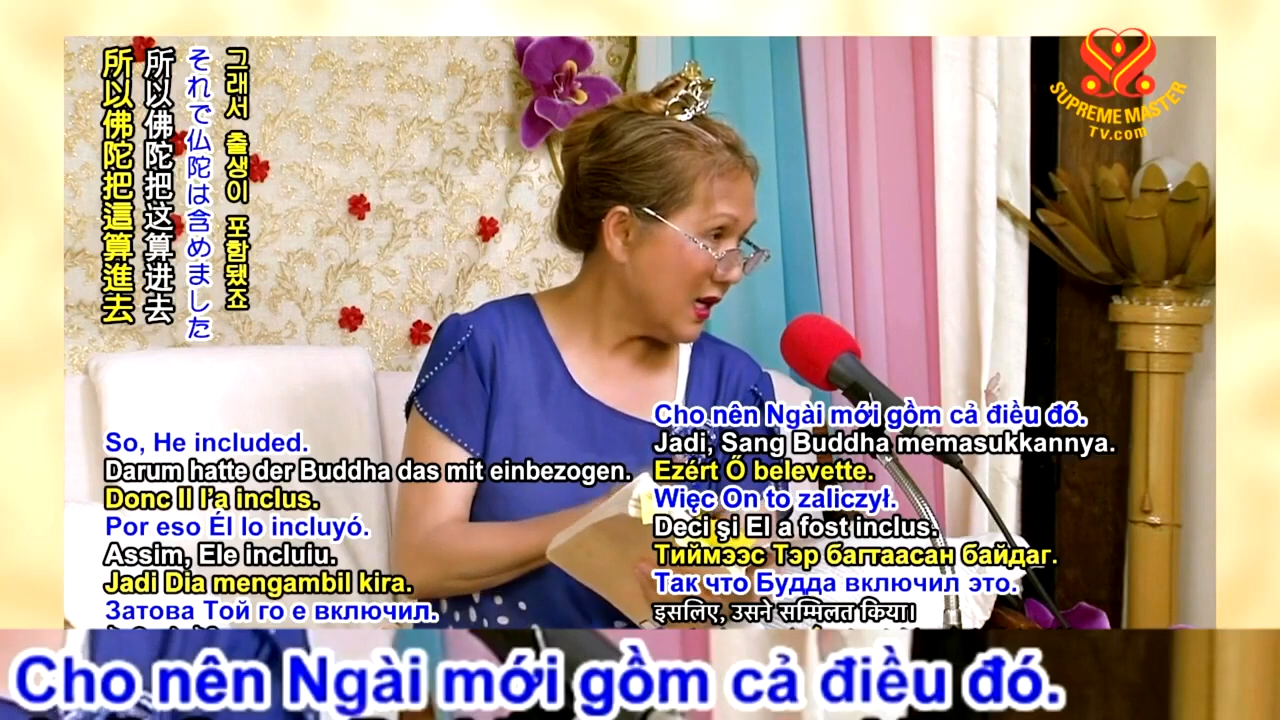 所以佛陀把這算進去
所以佛陀把这算进去
それで仏陀は含めました
그래서 출생이 포함됐죠
SUPREME MASTER
TV.com
So, He included.
Darum hatte der Buddha das mit einbezogen.
Donc Il l'a inclus.
Por eso Él lo incluyó.
Assim, Ele incluiu.
Jadi Dia mengambil kira.
Затова Той го е включил.
Cho nên Ngài mới gồm cả điều đó.
Jadi, Sang Buddha memasukkannya.
Ezért Ő belevette.
Więc On to zaliczył.
Deci şi El a fost inclus.
Тиймээс Тэр багтаасан байдаг.
Так что Будда включил это.
इसलिए, उसने सम्मिलत किया।
Cho nên Ngài mới gồm cả điều đó.